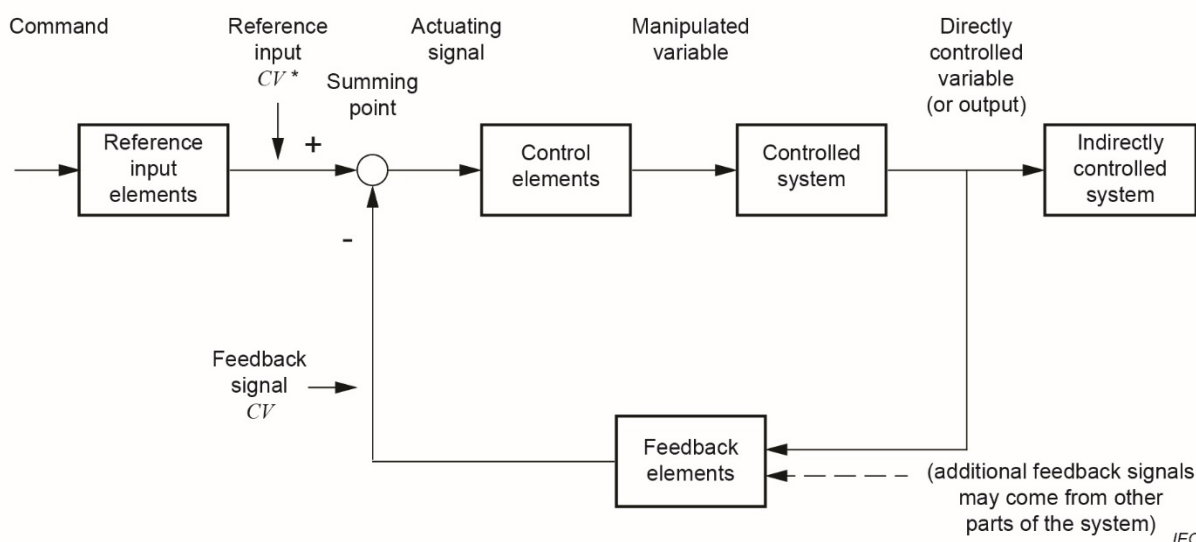 Command
Reference
input
CV *
Summing
point
Actuating
signal
Manipulated
variable
Directly
controlled
variable
(or output)
Reference
input
elements
+
-
Control
elements
Controlled
system
Indirectly
controlled
system
Feedback
signal
CV
Feedback
elements
(additional feedback signals
may come from other
parts of the system)
IEC